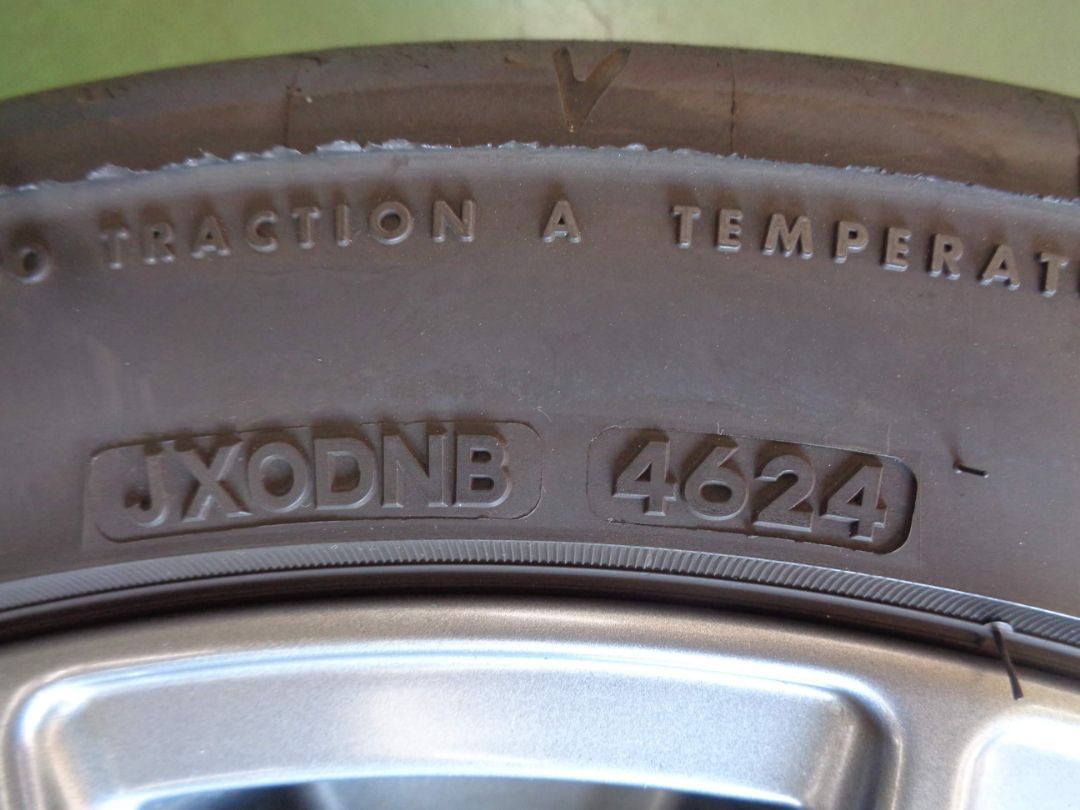 TRACTION A TEMPERAT
JXODNB 4624